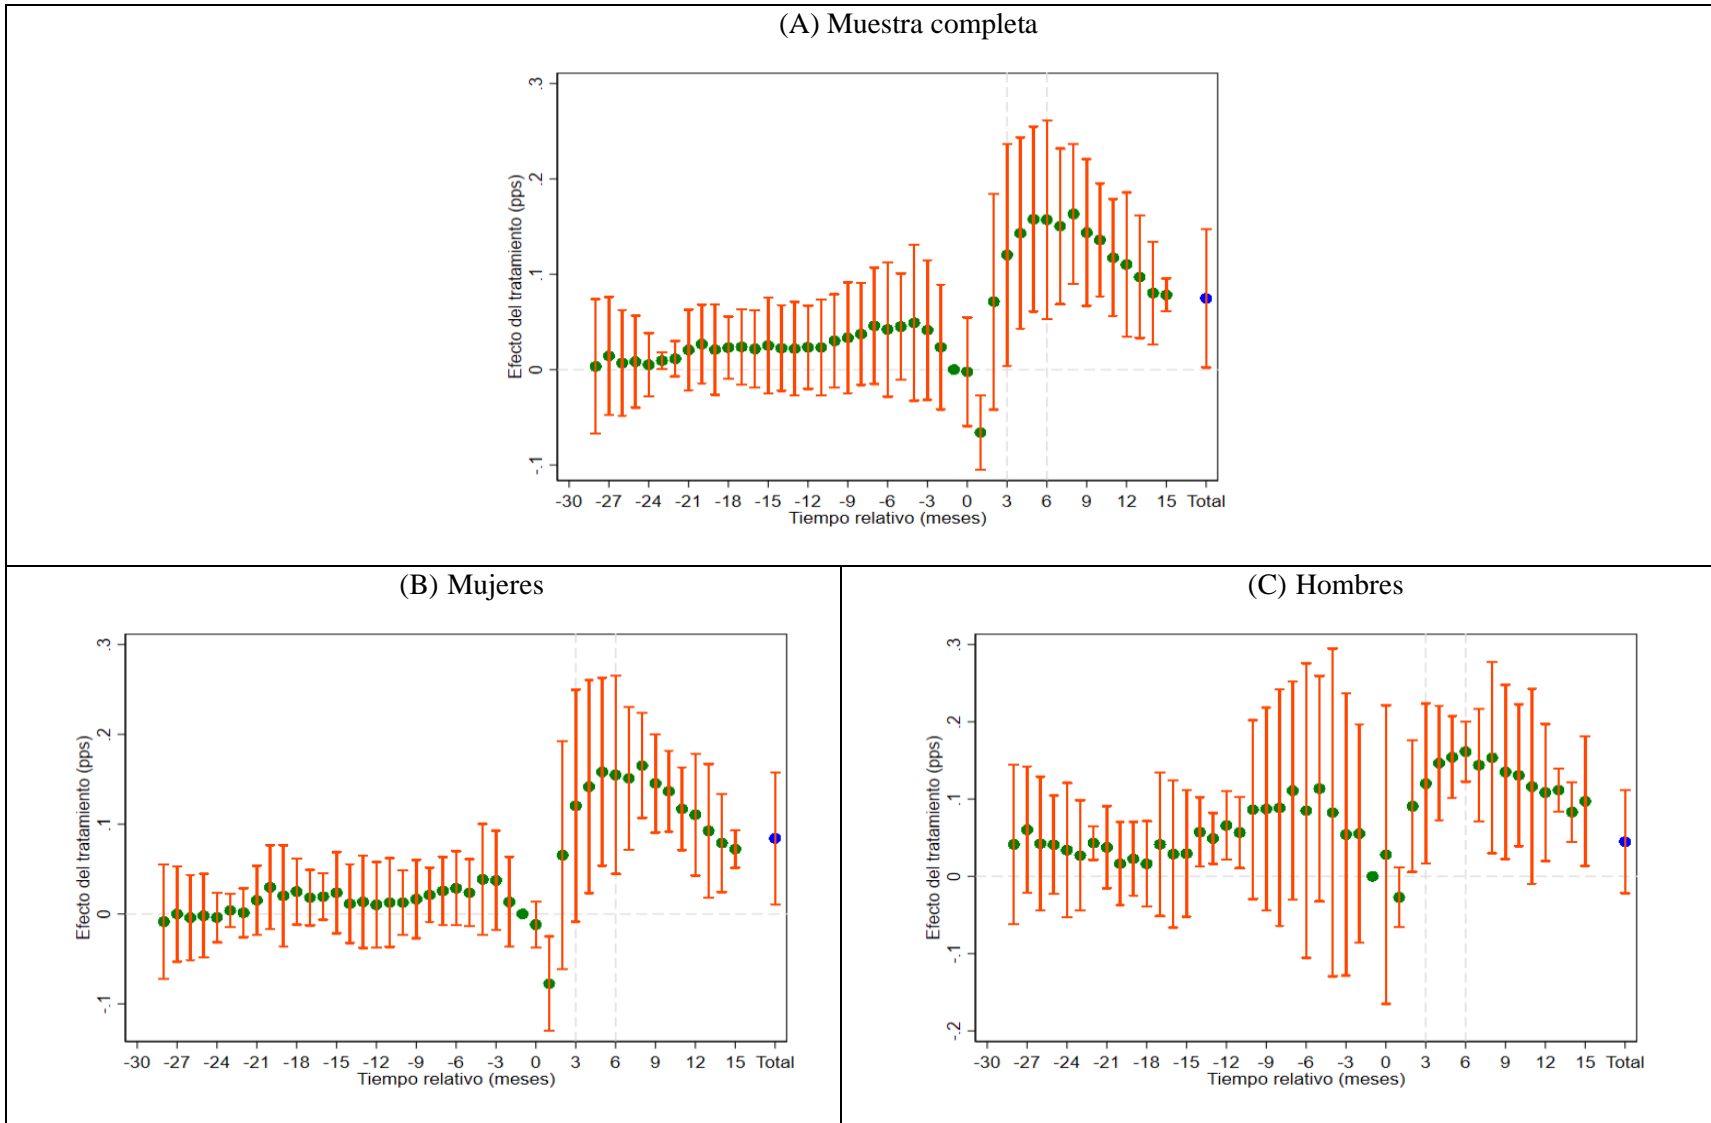 (A) Muestra completa
Efecto del tratamiento (pps)
.3
.2
.1
0
-.1
-30 -27 -24 -21 -18 -15 -12 -9 -6 -3 0 3 6 9 12 15 Total
Tiempo relativo (meses)
(B) Mujeres
Efecto del tratamiento (pps)
.3
.2
.1
0
-.1
-30 -27 -24 -21 -18 -15 -12 -9 -6 -3 0 3 6 9 12 15 Total
Tiempo relativo (meses)
(C) Hombres
Efecto del tratamiento (pps)
.3
.2
.1
0
-.1
-.2
-30 -27 -24 -21 -18 -15 -12 -9 -6 -3 0 3 6 9 12 15 Total
Tiempo relativo (meses)